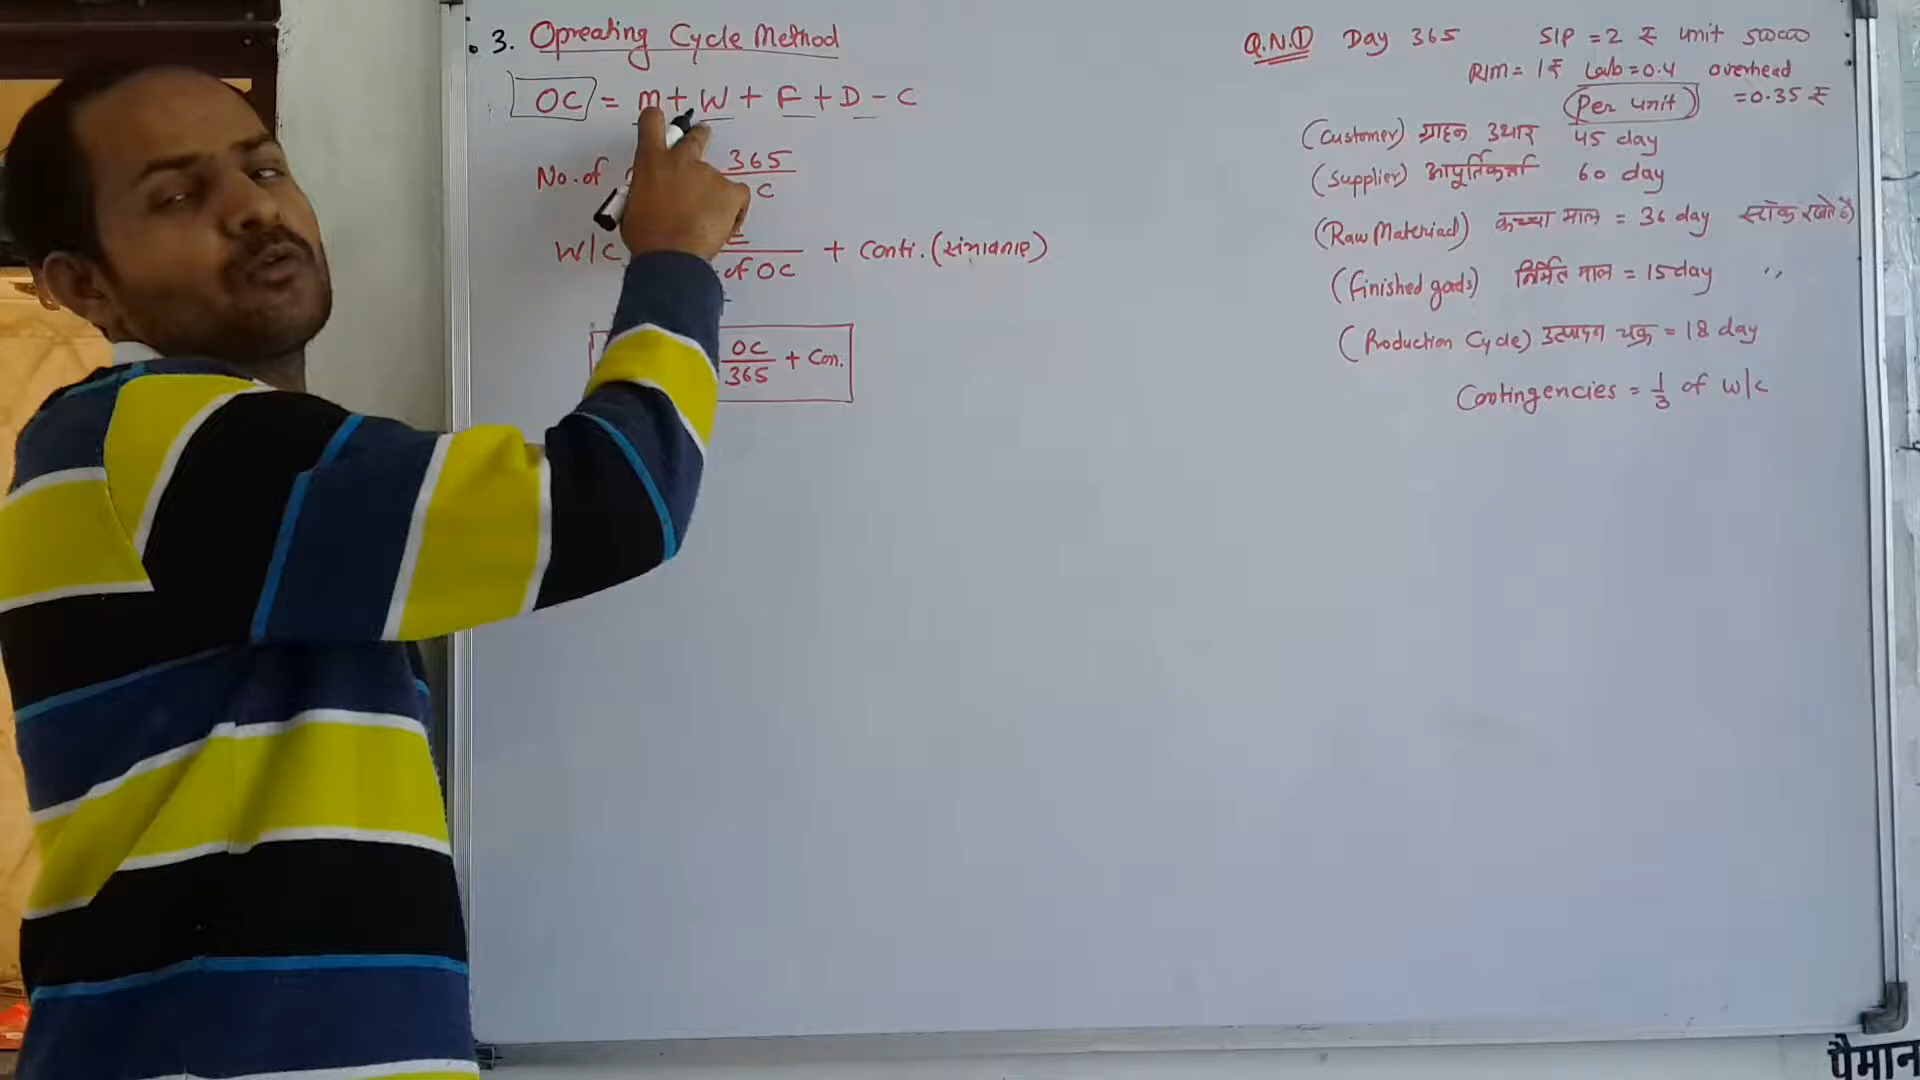 . 3. Opreating Cycle Method
OC = M + W + F + D - C
No. of 365
C
W/C of OC + Conti. (संभावनाएं)
OC
365 + Con.
Q.N.① Day 365 S/P = 2 ₹ unit 50000
R/m = 1 ₹ Lab = 0.4 overhead
(Per unit) = 0.35 ₹
(Customer) ग्राहक उधार 45 day
(Supplier) आपूर्तिकर्ता 60 day
(Raw Material) कच्चा माल = 36 day स्टॉक रखते है
(finished goods) निर्मित माल = 15 day ,,
(Production Cycle) उत्पादन चक्र = 18 day
Contingencies = 1/3 of w/c
पैमान